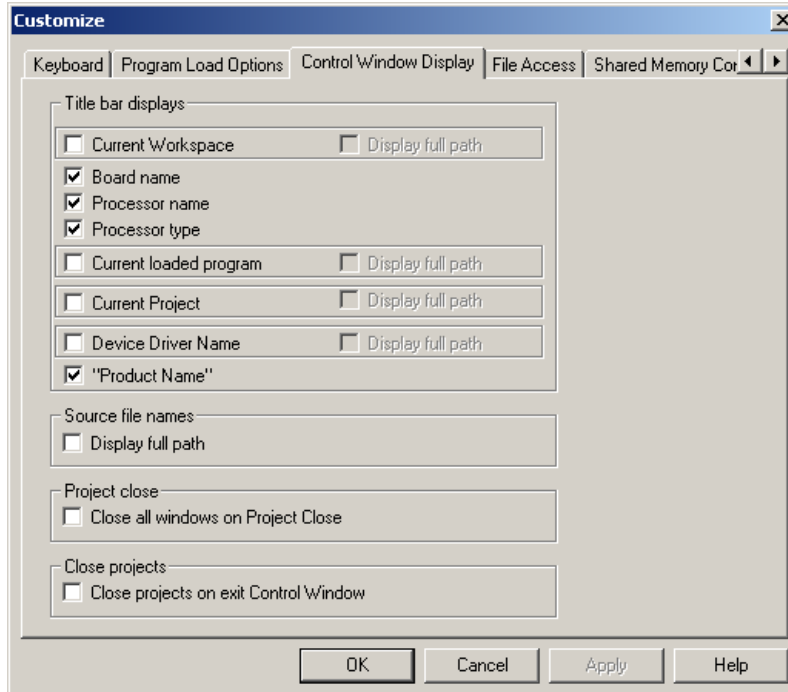 Customize
Keyboard Program Load Options Control Window Display File Access Shared Memory Cor
Title bar displays
Current Workspace Display full path
Board name
Processor name
Processor type
Current loaded program Display full path
Current Project Display full path
Device Driver Name Display full path
"Product Name"
Source file names
Display full path
Project close
Close all windows on Project Close
Close projects
Close projects on exit Control Window
OK Cancel Apply Help